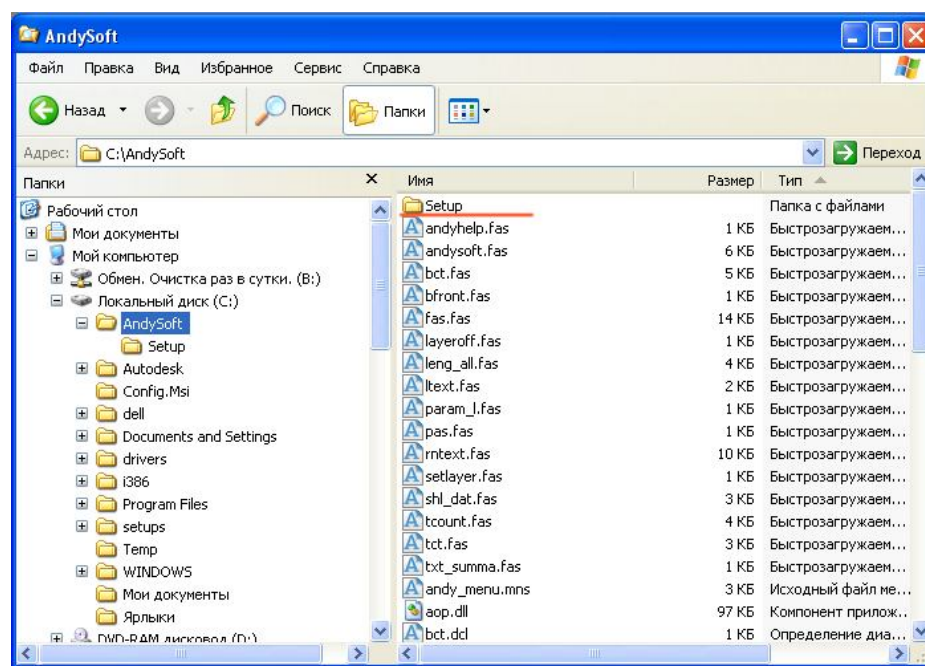 AndySoft
Файл Правка Вид Избранное Сервис Справка
Назад Поиск Папки
Адрес: C:\AndySoft Переход
Папки
Рабочий стол
Мои документы
Мой компьютер
Обмен. Очистка раз в сутки. (B:)
Локальный диск (C:)
AndySoft
Setup
Autodesk
Config.Msi
dell
Documents and Settings
drivers
i386
Program Files
setups
Temp
WINDOWS
Мои документы
Ярлыки
DVD-RAM дисковод (D:)
Имя Размер Тип
Setup Папка с файлами
andyhelp.fas 1 КБ Быстрозагружаем...
andysoft.fas 6 КБ Быстрозагружаем...
bct.fas 5 КБ Быстрозагружаем...
bfront.fas 1 КБ Быстрозагружаем...
fas.fas 14 КБ Быстрозагружаем...
layeroff.fas 1 КБ Быстрозагружаем...
leng_all.fas 4 КБ Быстрозагружаем...
ltext.fas 2 КБ Быстрозагружаем...
param_l.fas 1 КБ Быстрозагружаем...
pas.fas 1 КБ Быстрозагружаем...
rntext.fas 10 КБ Быстрозагружаем...
setlayer.fas 1 КБ Быстрозагружаем...
shl_dat.fas 3 КБ Быстрозагружаем...
tcount.fas 4 КБ Быстрозагружаем...
tct.fas 3 КБ Быстрозагружаем...
txt_summa.fas 1 КБ Быстрозагружаем...
andy_menu.mns 3 КБ Исходный файл ме...
aop.dll 97 КБ Компонент прилож...
bct.dcl 1 КБ Определение диа...